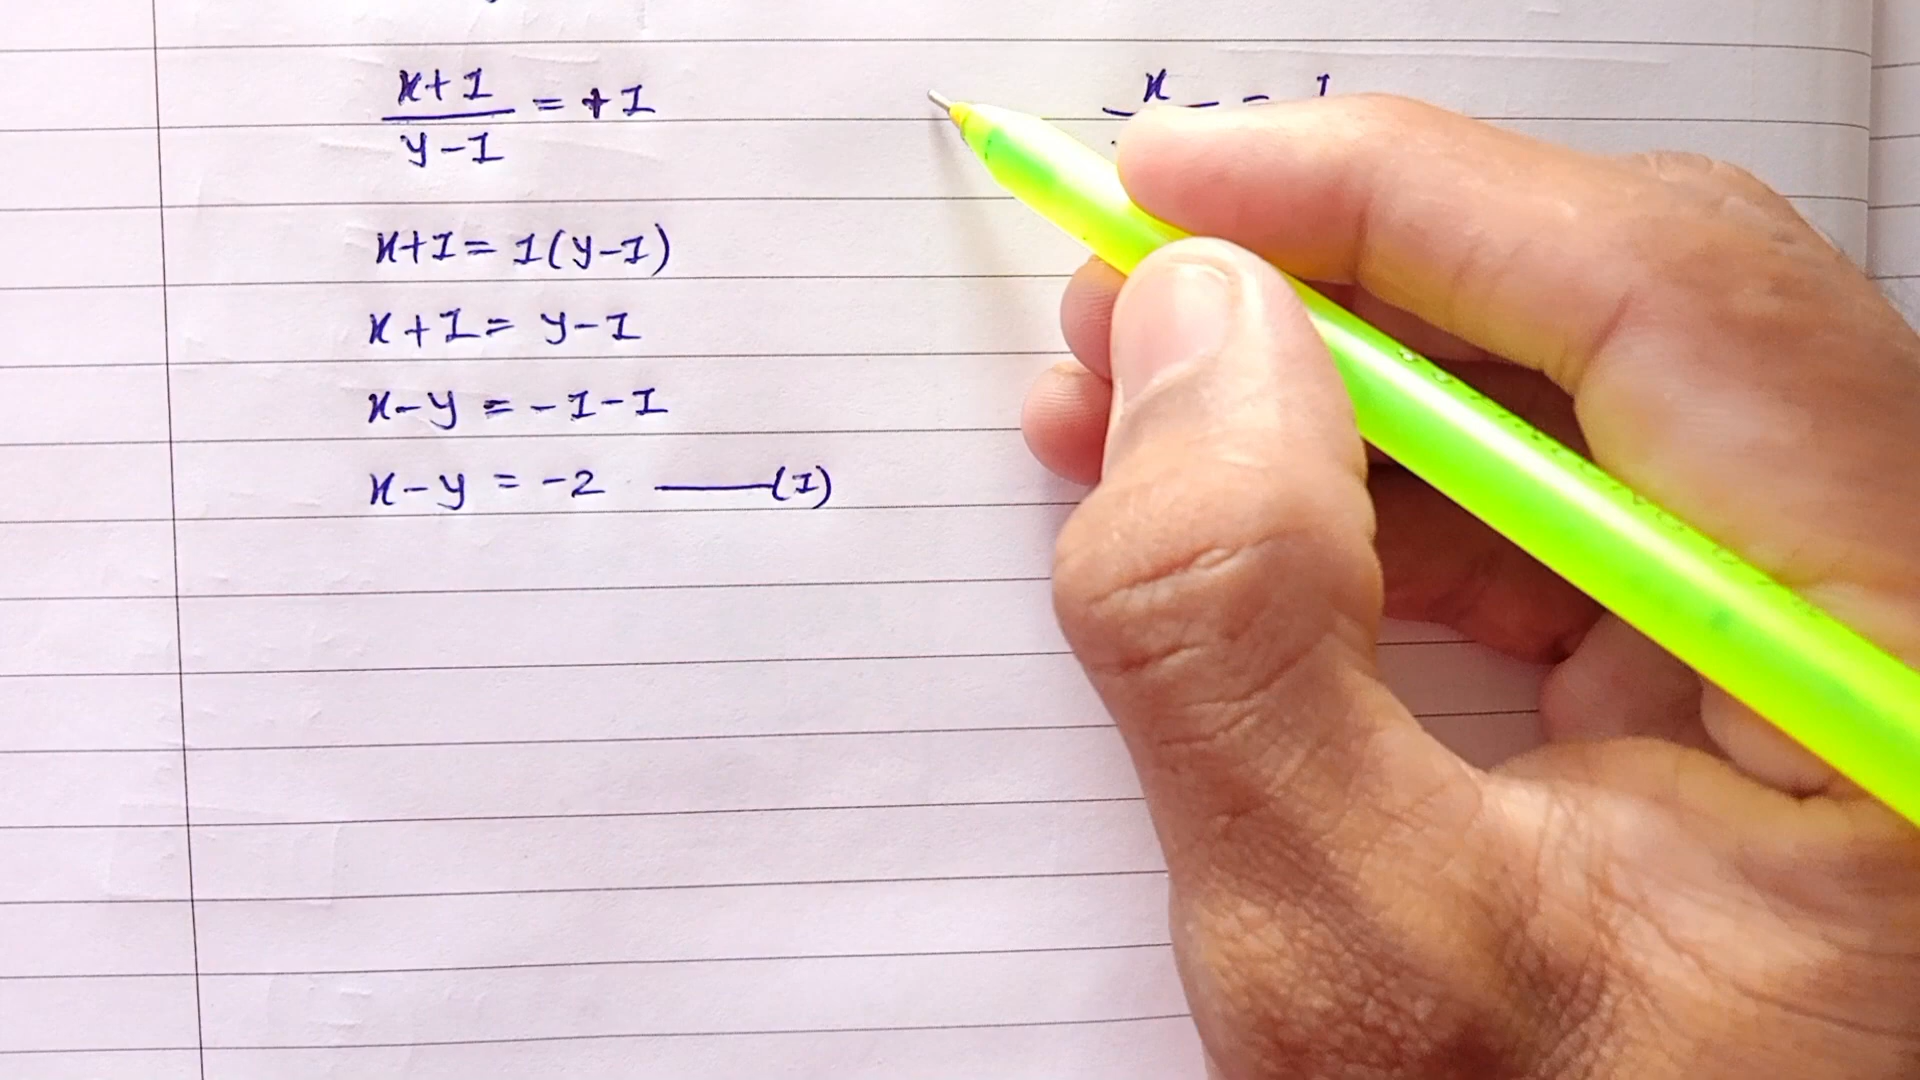 x+1 / y-1 = +1
x+1 = 1(y-1)
x+1 = y-1
x-y = -1-1
x-y = -2 ——(1)
x